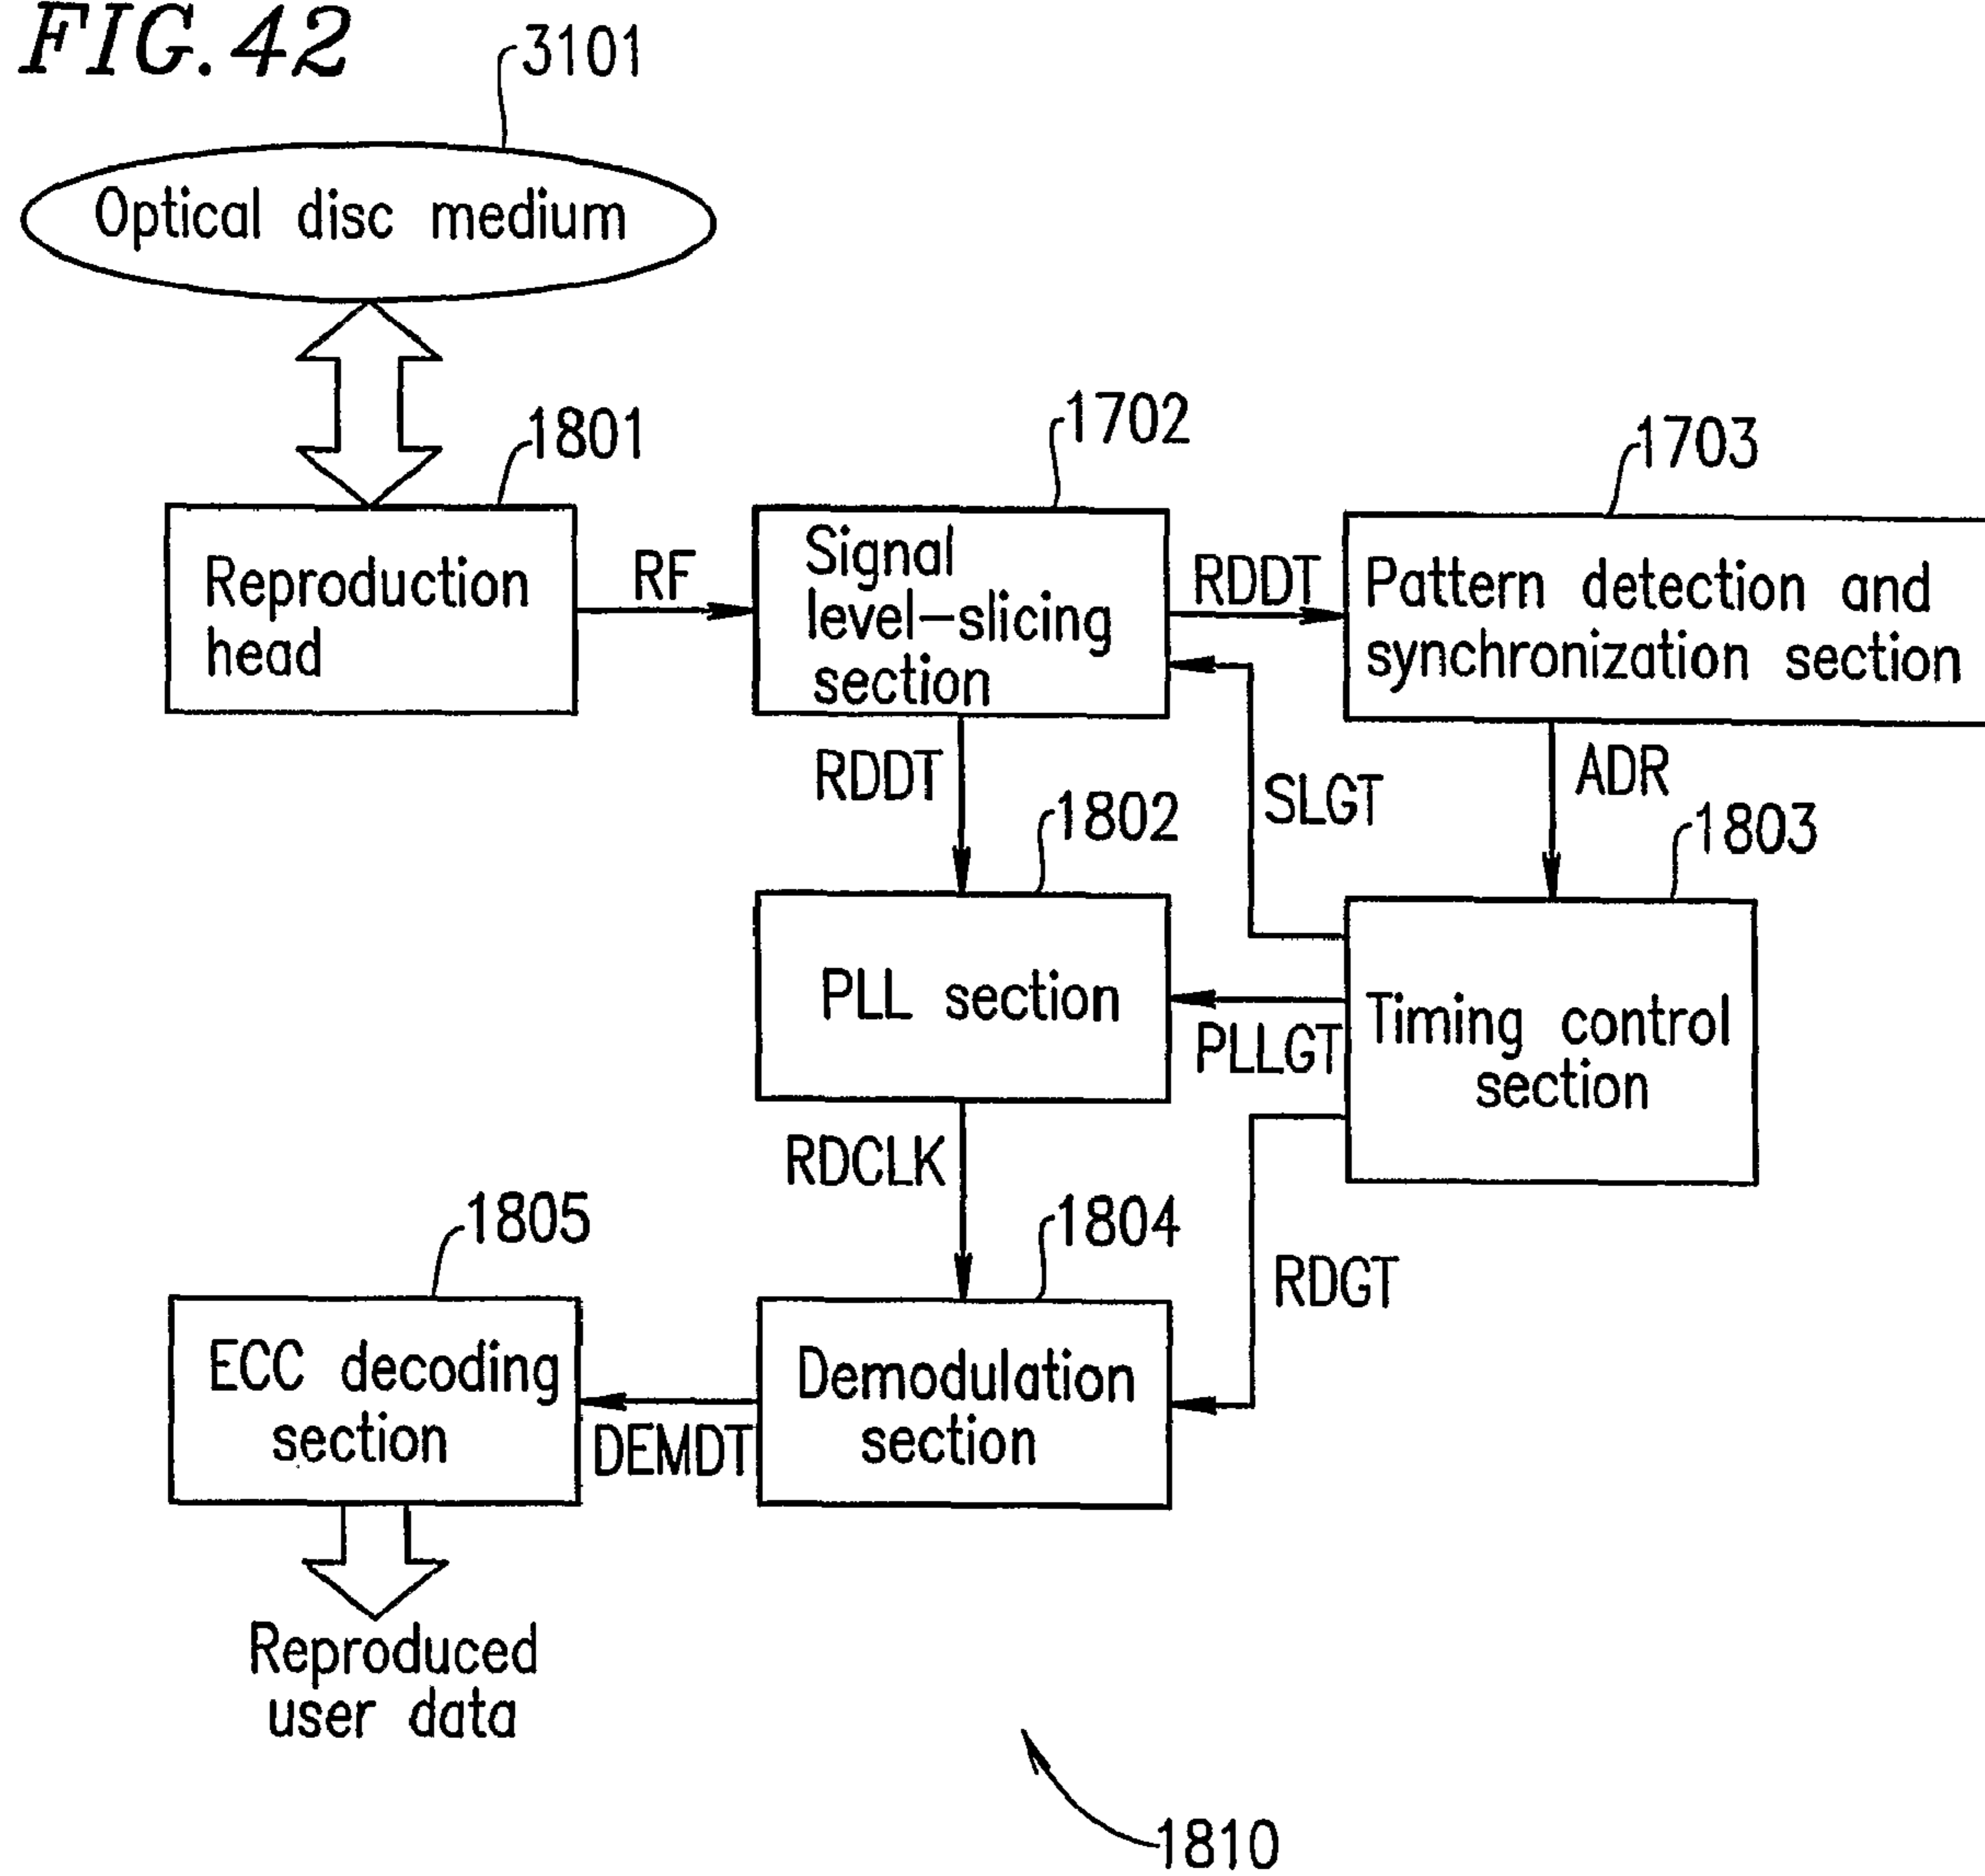 FIG. 42
3101
Optical disc medium
1801
1702
1703
Reproduction
head
RF
Signal
level-slicing
section
RDDT
Pattern detection and
synchronization section
RDDT
SLGT
ADR
1802
1803
PLL section
PLLGT
Timing control
section
RDCLK
1805
1804
RDGT
ECC decoding
section
DEMDT
Demodulation
section
Reproduced
user data
1810